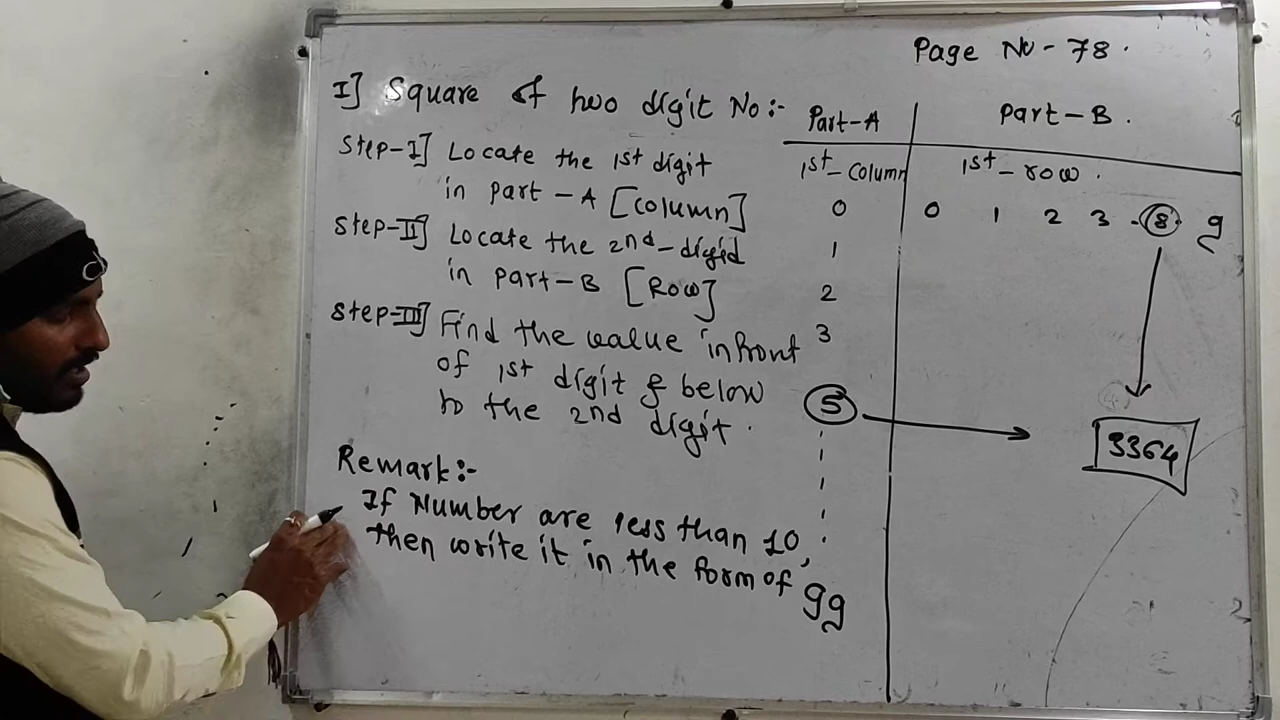 Page No - 78.
I] Square of two digit No:-
Step-I] Locate the 1st digit
in part - A [Column]
Step-II] Locate the 2nd-digid
in part-B [Row]
Step-III] Find the value infront
of 1st digit & below
to the 2nd digit.
Remark:-
If Number are less than 10,
then write it in the form of 99
Part-A Part-B.
1st-Column 1st-row.
0 0 1 2 3 - 8 - 9
1
2
3
5
3364